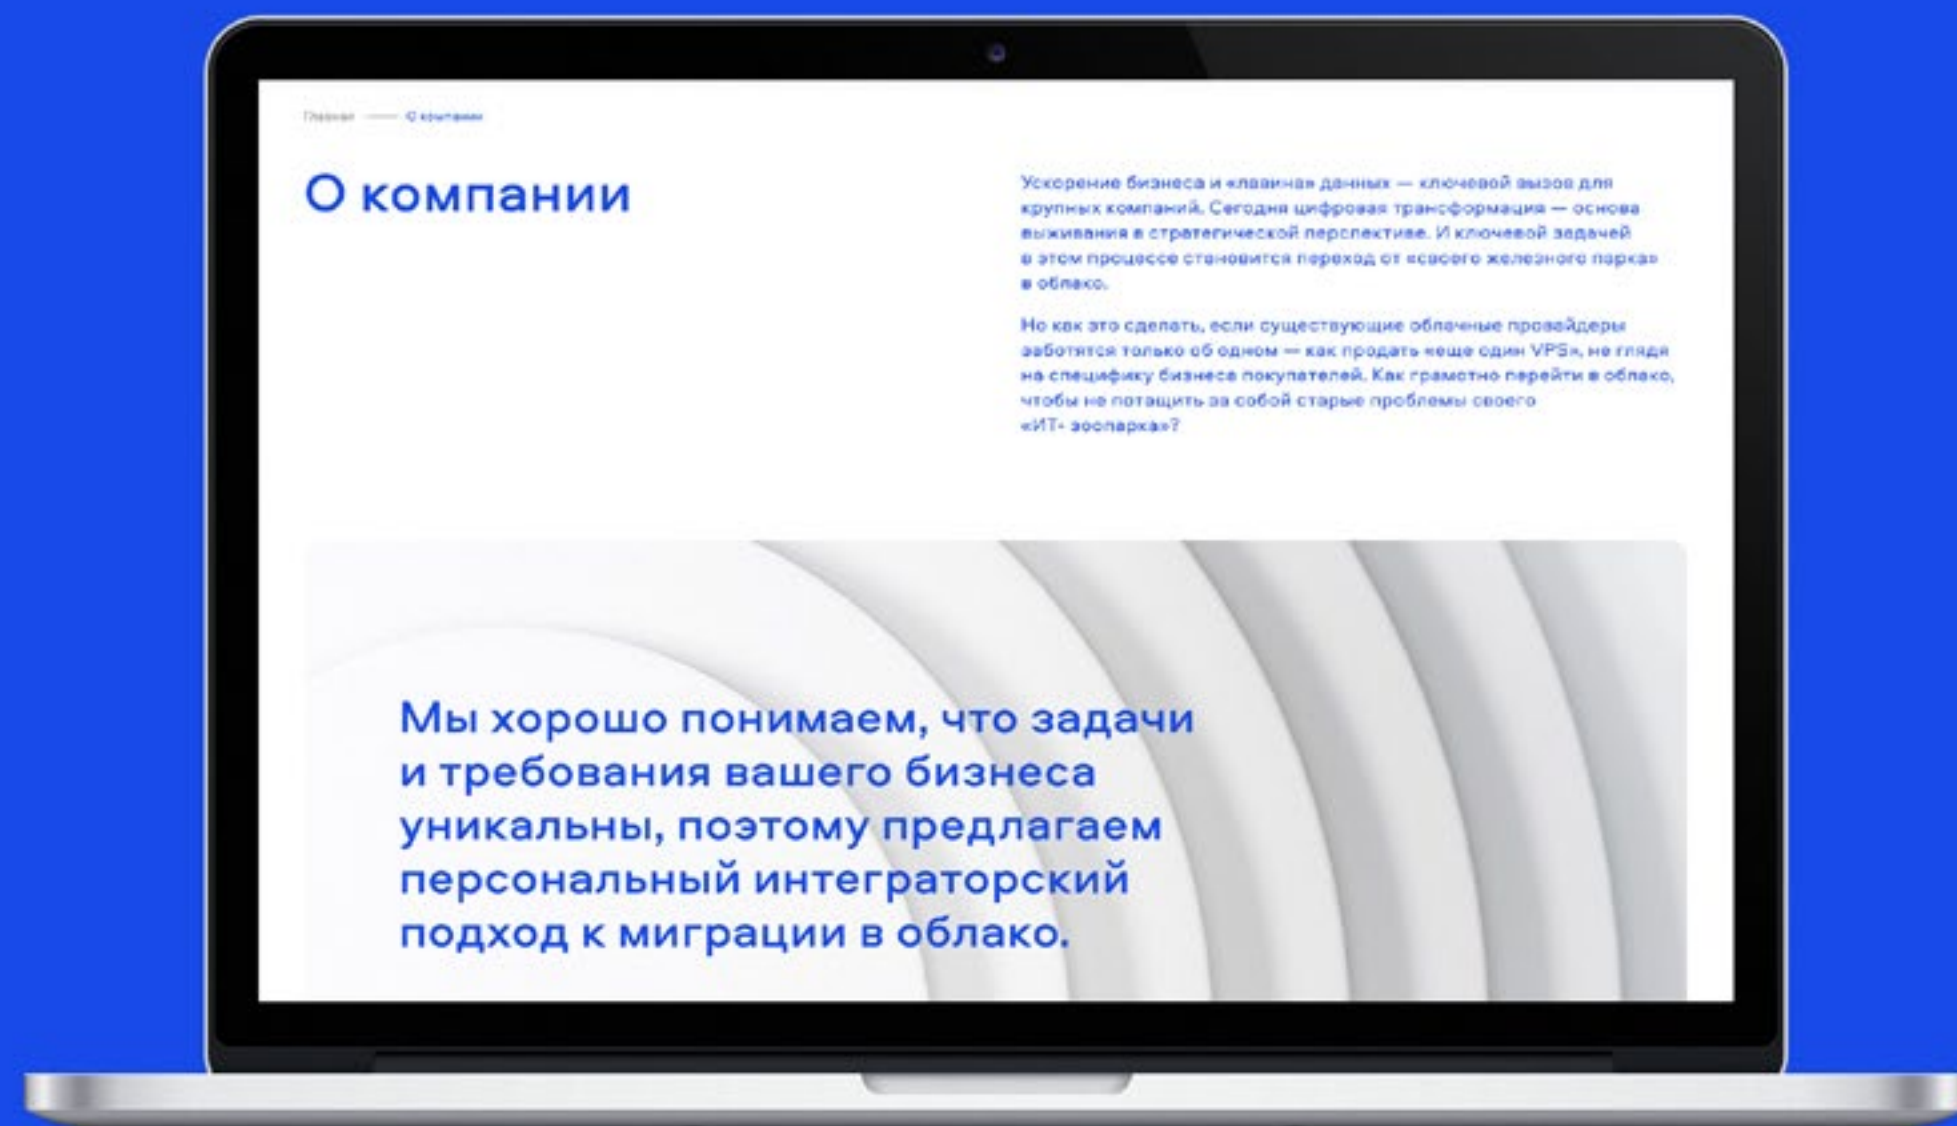 Главная — О компании
О компании
Ускорение бизнеса и «лавина» данных — ключевой вызов для
крупных компаний. Сегодня цифровая трансформация — основа
выживания в стратегической перспективе. И ключевой задачей
в этом процессе становится переход от «своего железного парка»
в облако.
Но как это сделать, если существующие облачные провайдеры
заботятся только об одном — как продать «еще один VPS», не глядя
на специфику бизнеса покупателей. Как грамотно перейти в облако,
чтобы не потащить за собой старые проблемы своего
«ИТ- зоопарка»?
Мы хорошо понимаем, что задачи
и требования вашего бизнеса
уникальны, поэтому предлагаем
персональный интеграторский
подход к миграции в облако.